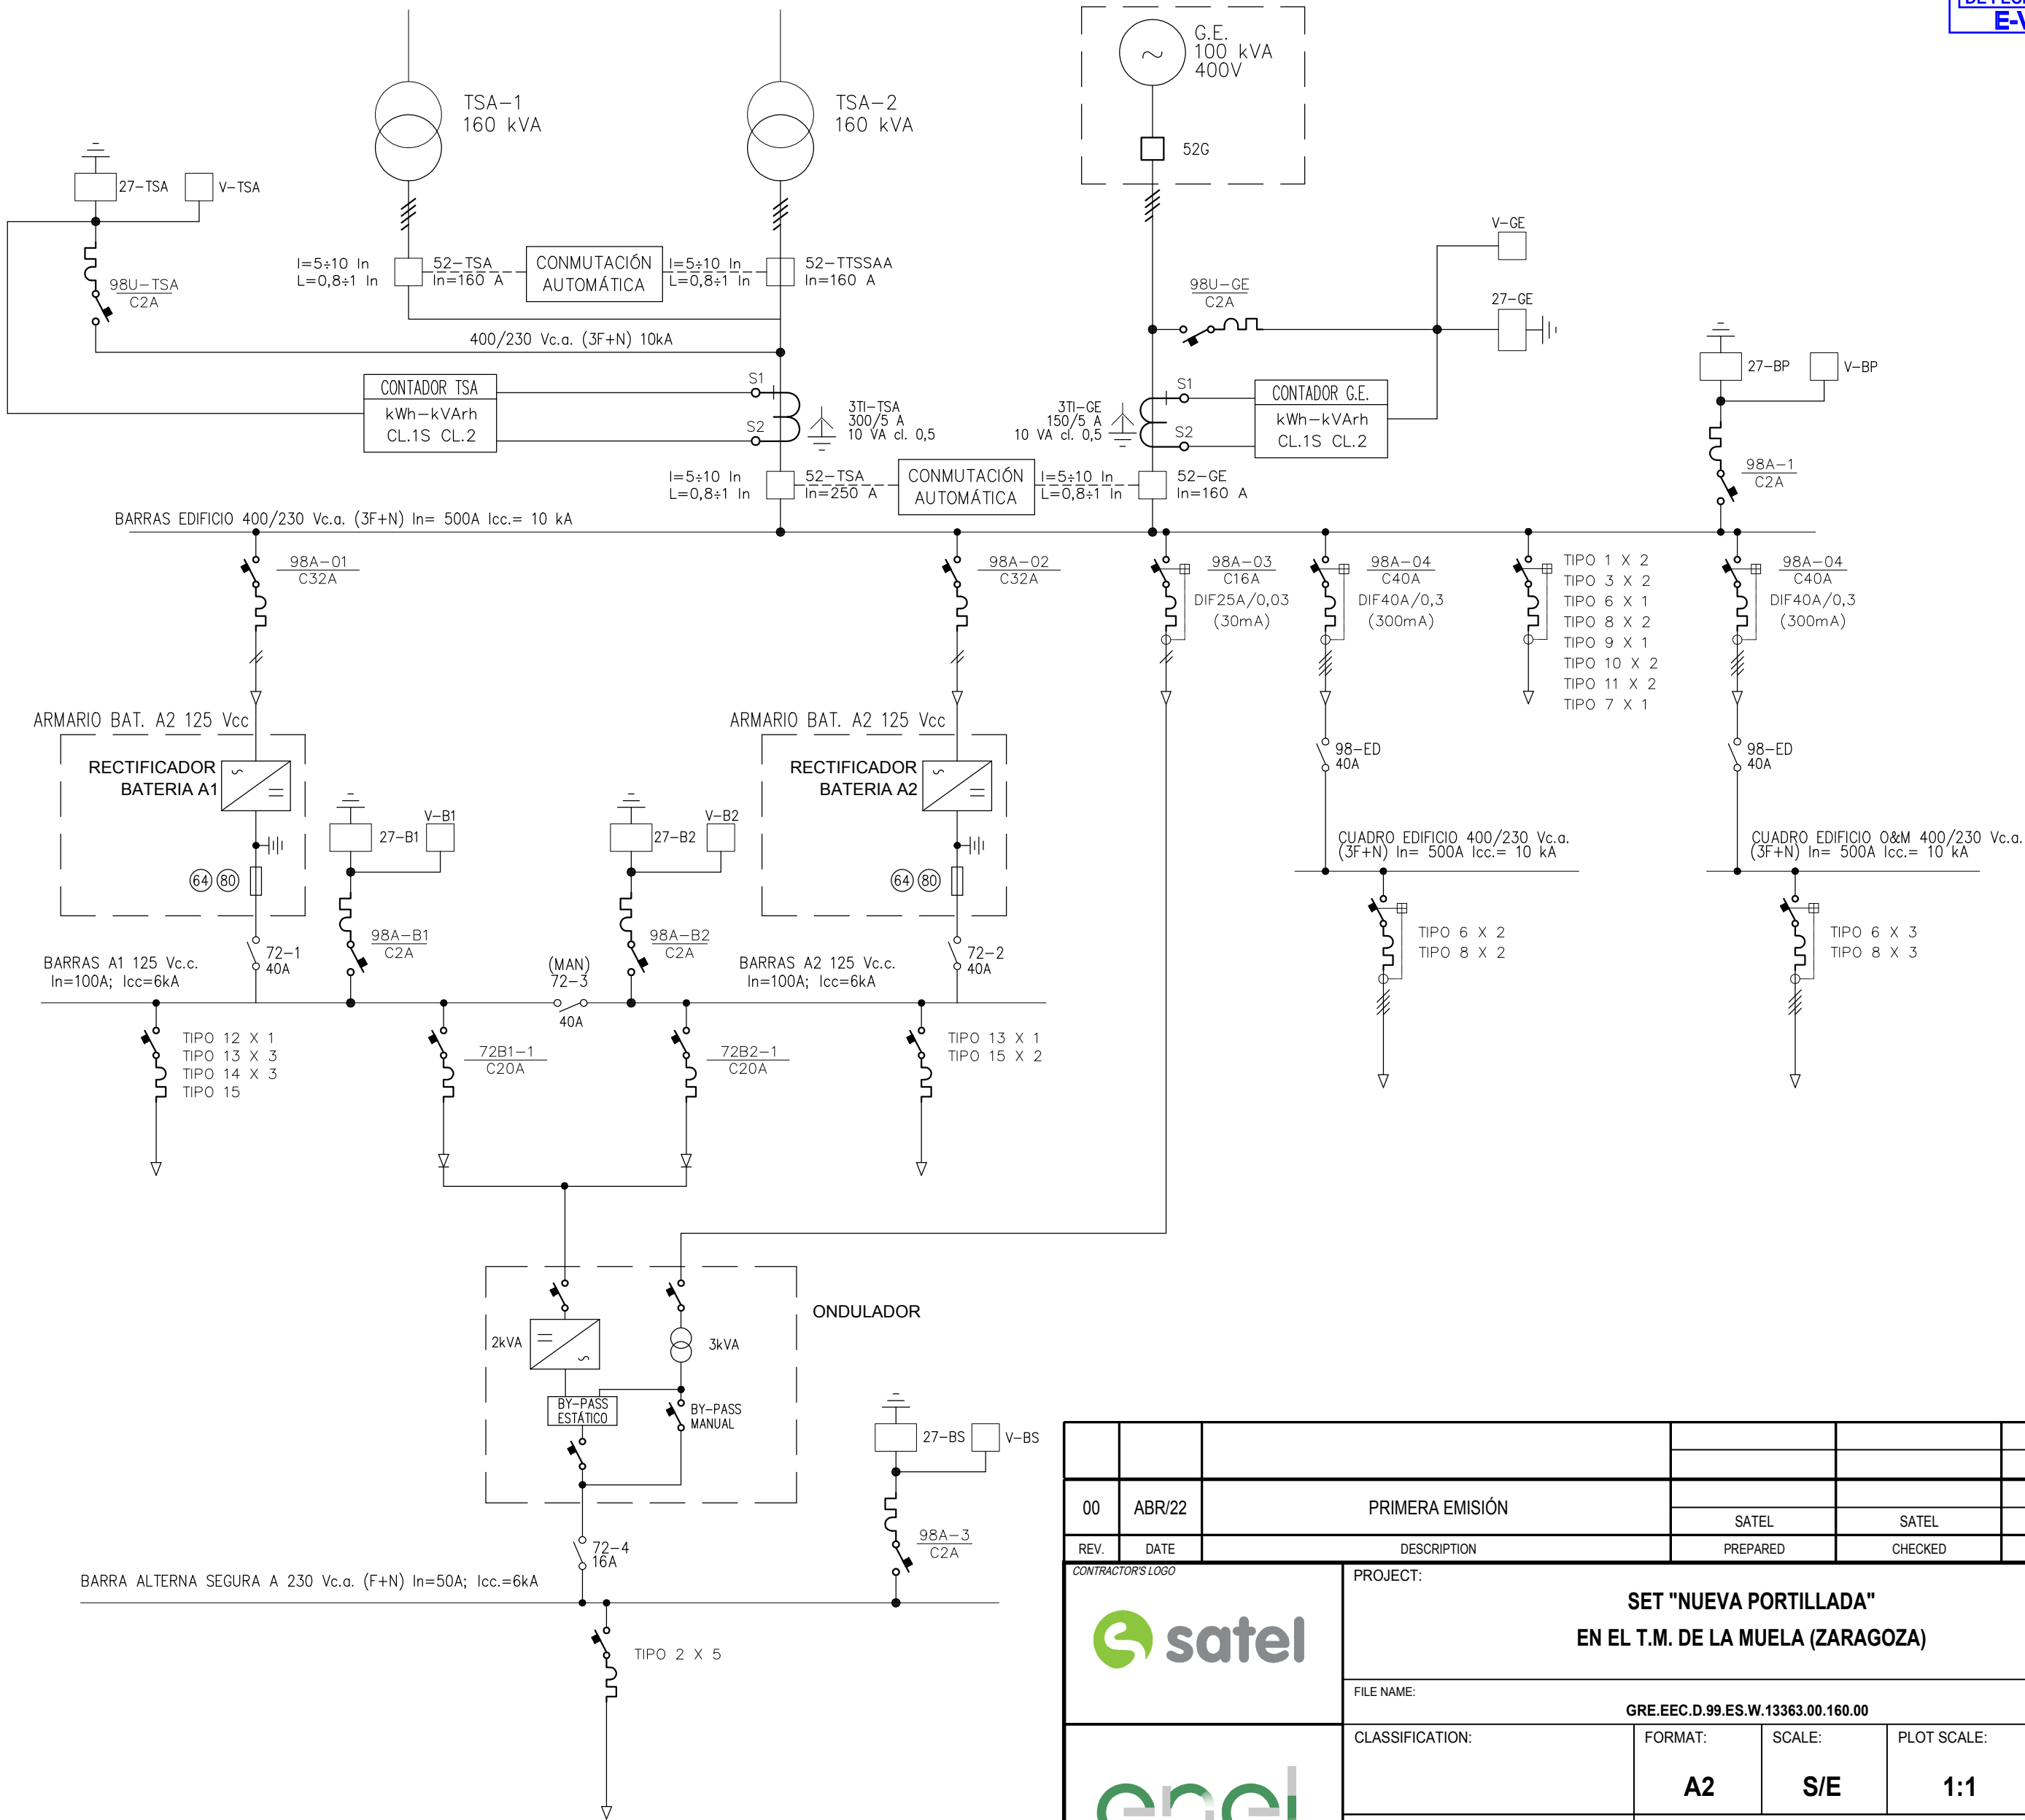 E-V
G.E.
100 kVA
400V
52G
TSA-1
160 kVA
TSA-2
160 kVA
27-TSA
V-TSA
98U-TSA
C2A
I=5÷10 In
L=0,8÷1 In
52-TSA
In=160 A
CONMUTACIÓN
AUTOMÁTICA
I=5÷10 In
L=0,8÷1 In
52-TTSSAA
In=160 A
V-GE
98U-GE
C2A
27-GE
400/230 Vc.a. (3F+N) 10kA
CONTADOR TSA
kWh-kVArh
CL.1S CL.2
S1
S2
3TI-TSA
300/5 A
10 VA cl. 0,5
3TI-GE
150/5 A
10 VA cl. 0,5
S1
S2
CONTADOR G.E.
kWh-kVArh
CL.1S CL.2
27-BP
V-BP
98A-1
C2A
I=5÷10 In
L=0,8÷1 In
52-TSA
In=250 A
CONMUTACIÓN
AUTOMÁTICA
I=5÷10 In
L=0,8÷1 In
52-GE
In=160 A
BARRAS EDIFICIO 400/230 Vc.a. (3F+N) In= 500A Icc.= 10 kA
98A-01
C32A
98A-02
C32A
98A-03
C16A
DIF25A/0,03
(30mA)
98A-04
C40A
DIF40A/0,3
(300mA)
TIPO 1 X 2
TIPO 3 X 2
TIPO 6 X 1
TIPO 8 X 2
TIPO 9 X 1
TIPO 10 X 2
TIPO 11 X 2
TIPO 7 X 1
98A-04
C40A
DIF40A/0,3
(300mA)
ARMARIO BAT. A2 125 Vcc
RECTIFICADOR
BATERIA A1
64 80
27-B1
V-B1
98A-B1
C2A
27-B2
V-B2
98A-B2
C2A
ARMARIO BAT. A2 125 Vcc
RECTIFICADOR
BATERIA A2
64 80
98-ED
40A
98-ED
40A
CUADRO EDIFICIO 400/230 Vc.a.
(3F+N) In= 500A Icc.= 10 kA
CUADRO EDIFICIO O&M 400/230 Vc.a.
(3F+N) In= 500A Icc.= 10 kA
TIPO 6 X 2
TIPO 8 X 2
TIPO 6 X 3
TIPO 8 X 3
BARRAS A1 125 Vc.c.
In=100A; Icc=6kA
72-1
40A
(MAN)
72-3
40A
BARRAS A2 125 Vc.c.
In=100A; Icc=6kA
72-2
40A
TIPO 12 X 1
TIPO 13 X 3
TIPO 14 X 3
TIPO 15
72B1-1
C20A
72B2-1
C20A
TIPO 13 X 1
TIPO 15 X 2
ONDULADOR
2kVA
3kVA
BY-PASS
ESTÁTICO
BY-PASS
MANUAL
27-BS
V-BS
98A-3
C2A
72-4
16A
BARRA ALTERNA SEGURA A 230 Vc.a. (F+N) In=50A; Icc.=6kA
TIPO 2 X 5
00 ABR/22 PRIMERA EMISIÓN SATEL SATEL
REV. DATE DESCRIPTION PREPARED CHECKED
CONTRACTOR'S LOGO
satel
PROJECT:
SET "NUEVA PORTILLADA"
EN EL T.M. DE LA MUELA (ZARAGOZA)
FILE NAME:
GRE.EEC.D.99.ES.W.13363.00.160.00
CLASSIFICATION:
FORMAT:
A2
SCALE:
S/E
PLOT SCALE:
1:1
enel